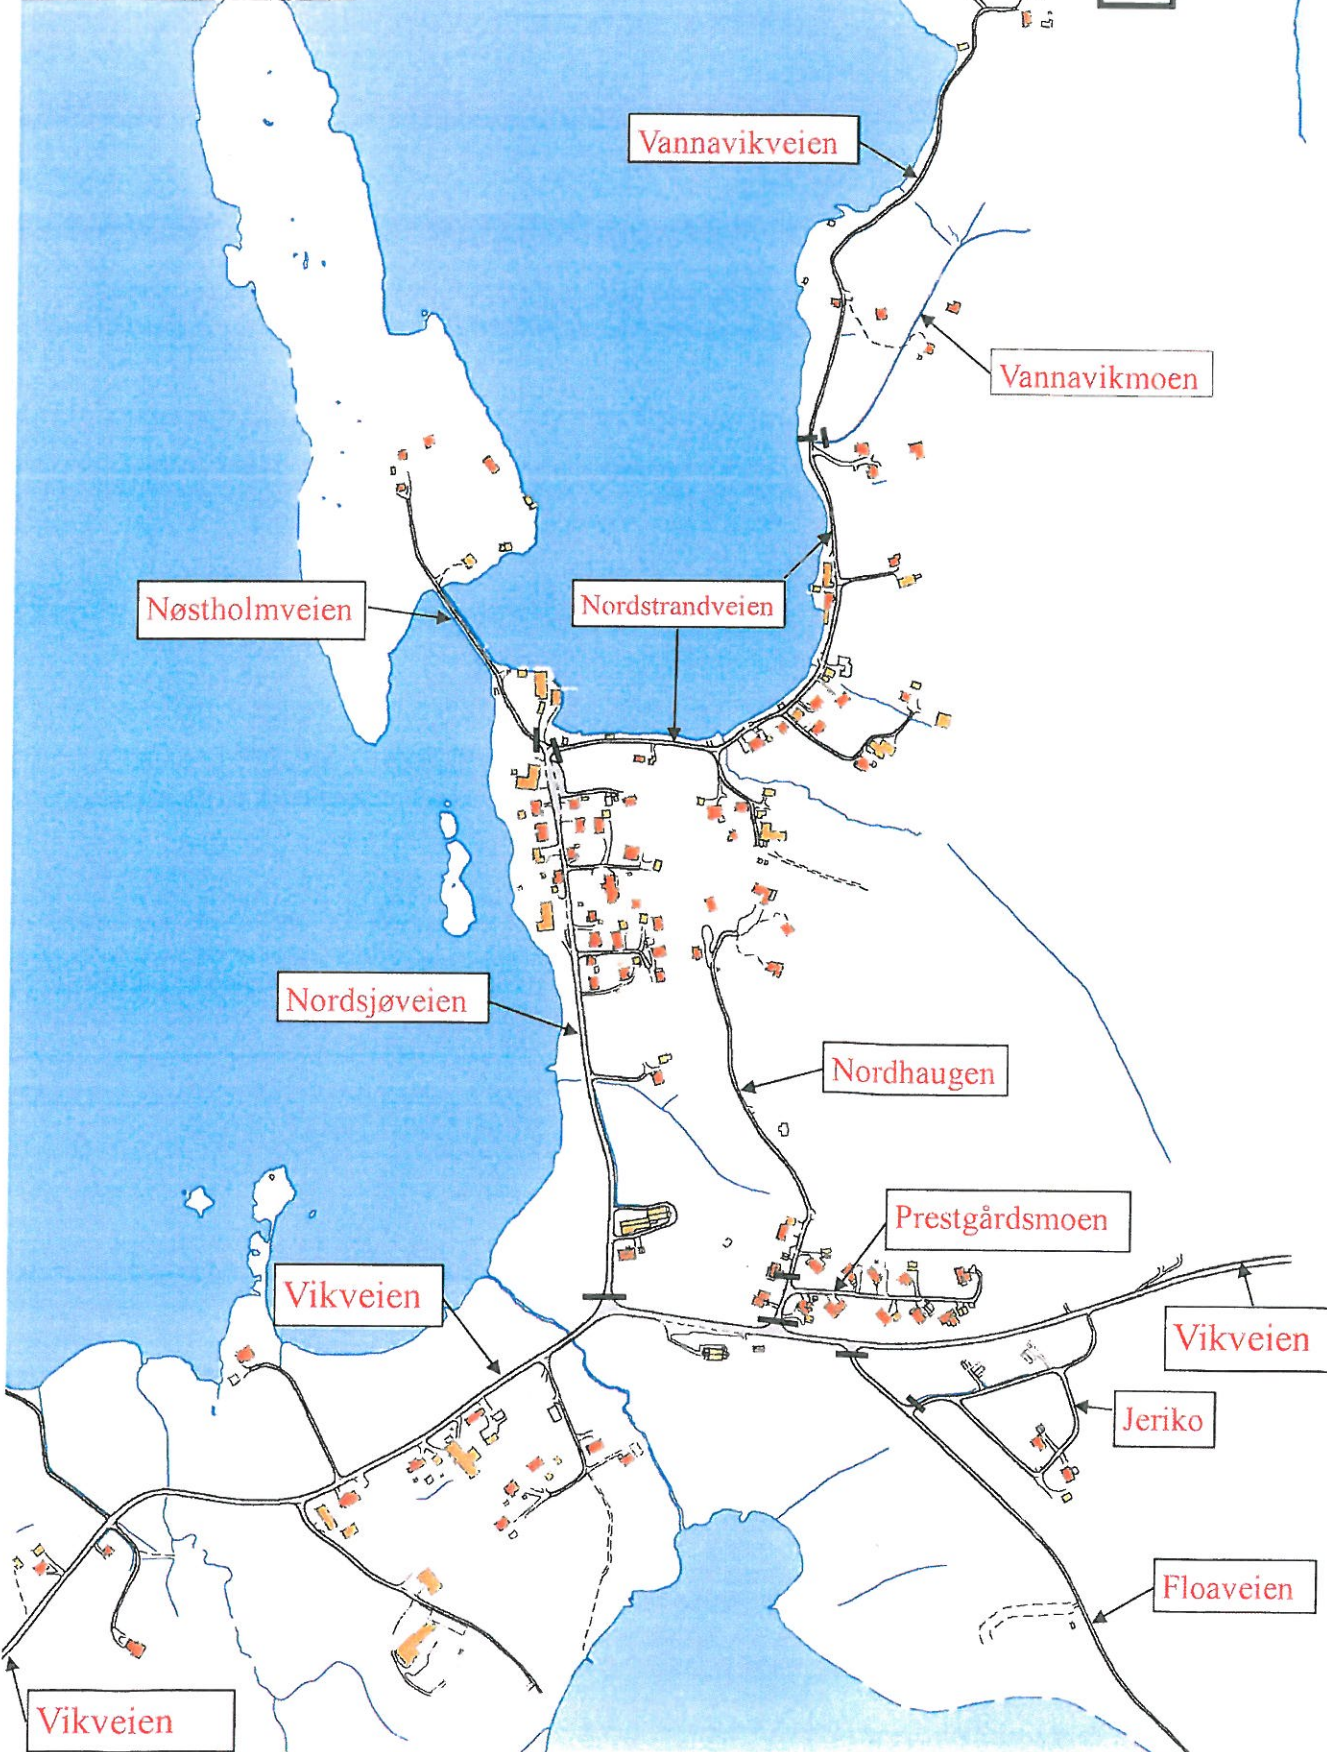 Vannavikveien
Vannavikmoen
Nøstholmveien
Nordstrandveien
Nordsjøveien
Nordhaugen
Prestgårdsmoen
Vikveien
Vikveien
Jeriko
Floaveien
Vikveien